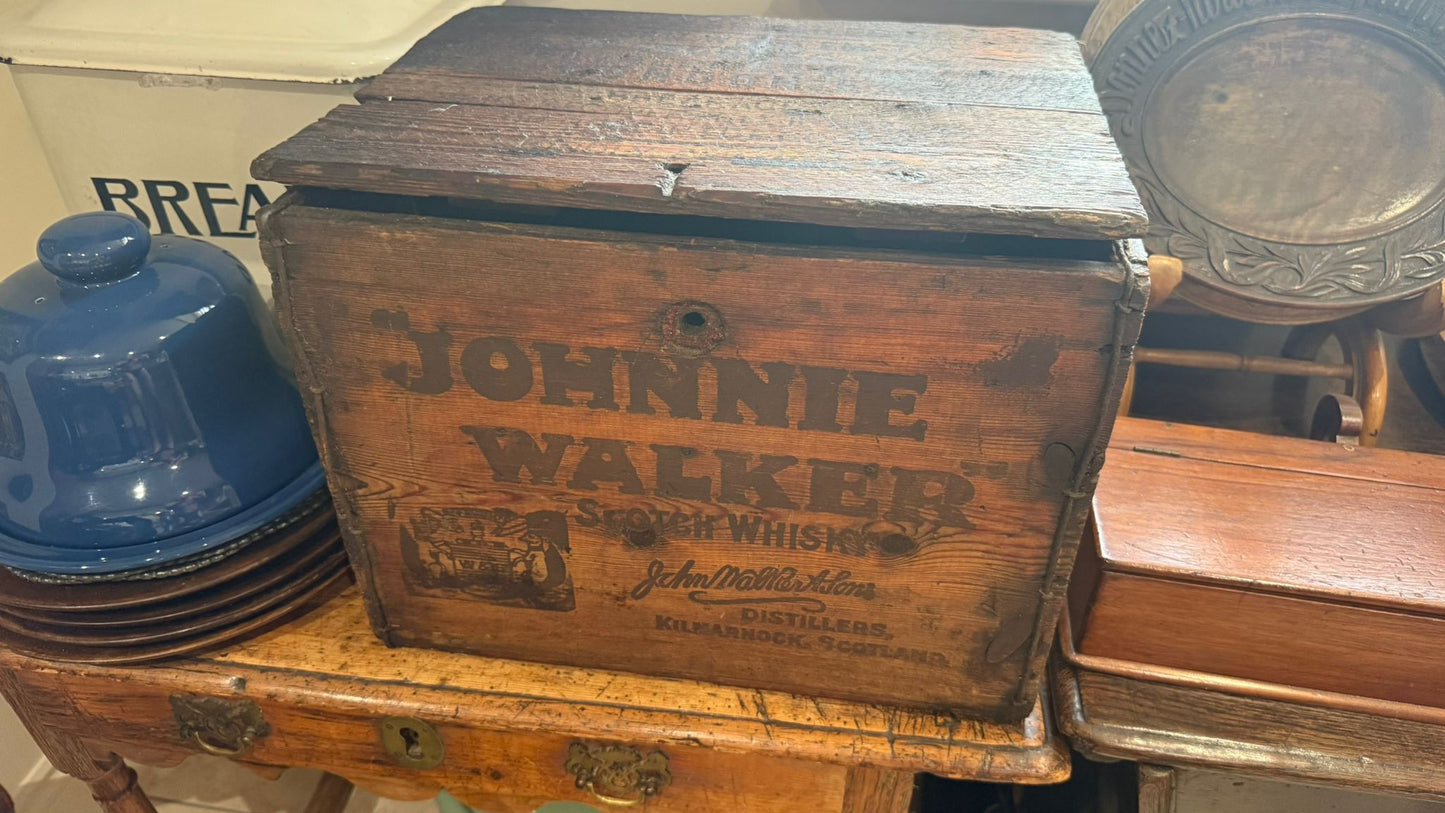 BREA
"JOHNNIE
WALKER"
SCOTCH WHISKY
John Walker & Sons
DISTILLERS,
KILMARNOCK, SCOTLAND.